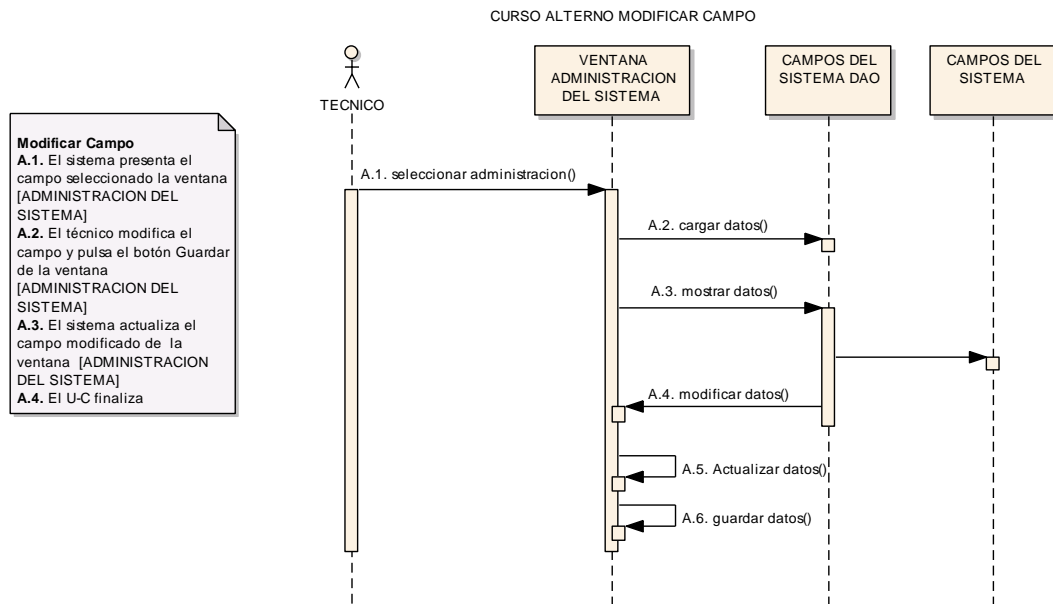 CURSO ALTERNO MODIFICAR CAMPO
TECNICO
VENTANA
ADMINISTRACION
DEL SISTEMA
CAMPOS DEL
SISTEMA DAO
CAMPOS DEL
SISTEMA
Modificar Campo
A.1. El sistema presenta el
campo seleccionado la ventana
[ADMINISTRACION DEL
SISTEMA]
A.2. El técnico modifica el
campo y pulsa el botón Guardar
de la ventana
[ADMINISTRACION DEL
SISTEMA]
A.3. El sistema actualiza el
campo modificado de la
ventana [ADMINISTRACION
DEL SISTEMA]
A.4. El U-C finaliza
A.1. seleccionar administracion()
A.2. cargar datos()
A.3. mostrar datos()
A.4. modificar datos()
A.5. Actualizar datos()
A.6. guardar datos()